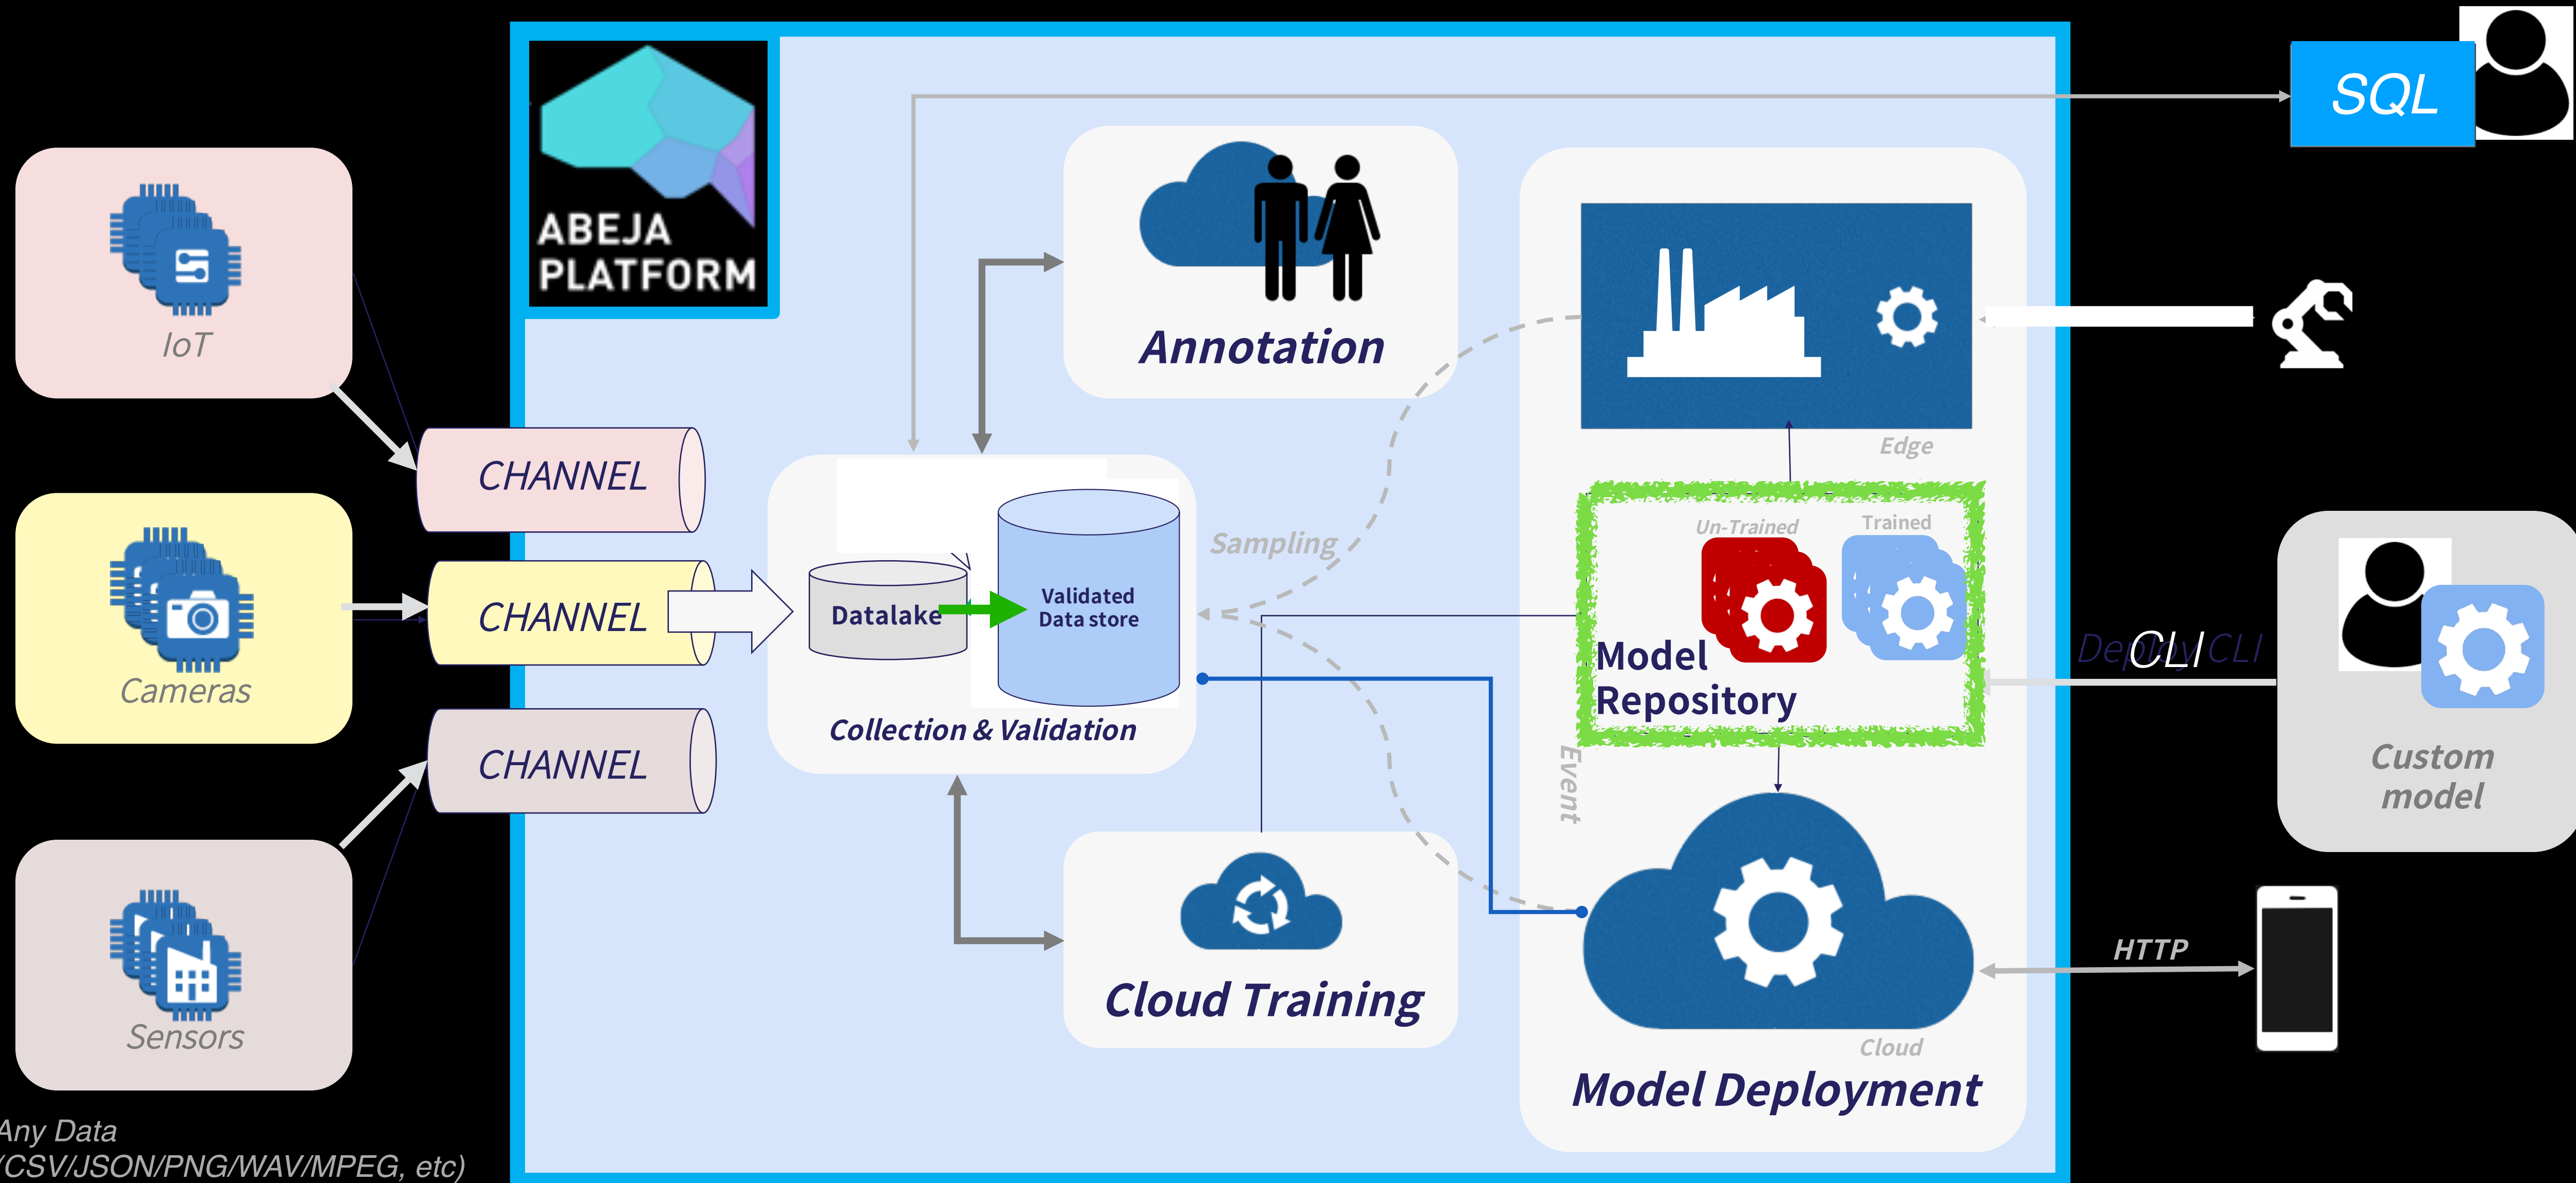 SQL
ABEJA
PLATFORM
IoT
Annotation
Edge
CHANNEL
Sampling
Un-Trained
Trained
CHANNEL
Datalake
Validated
Data store
Model
Repository
Deploy CLI
CLI
Cameras
Collection & Validation
Event
Custom
model
CHANNEL
HTTP
Cloud Training
Sensors
Cloud
Model Deployment
Any Data
(CSV/JSON/PNG/WAV/MPEG, etc)